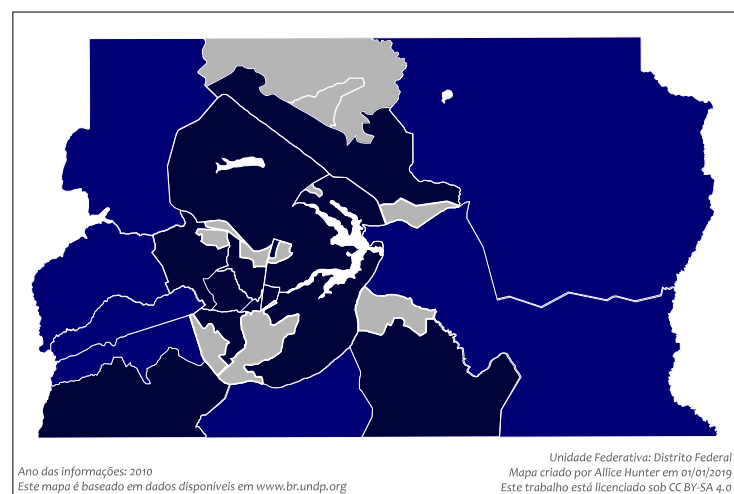 Ano das informações: 2010
Este mapa é baseado em dados disponíveis em www.br.undp.org
Unidade Federativa: Distrito Federal
Mapa criado por Allice Hunter em 01/01/2019
Este trabalho está licenciado sob CC BY-SA 4.0